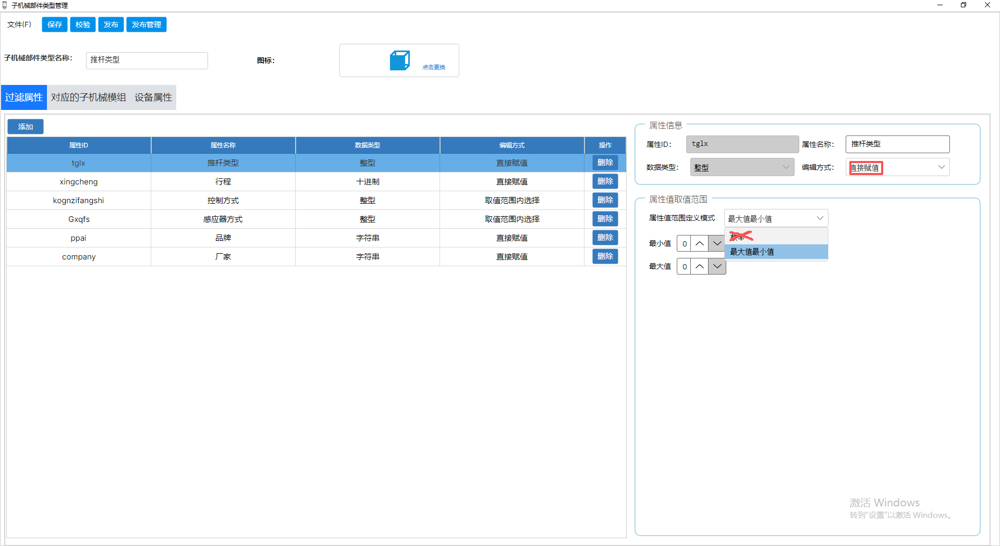 子机械部件类型管理
文件(F) 保存 校验 发布 发布管理
子机械部件类型名称： 推杆类型 图标： 点击更换
过滤属性 对应的子机械模组 设备属性
添加
属性ID 属性名称 数据类型 编辑方式 操作
tglx 推杆类型 整型 直接赋值 删除
xingcheng 行程 十进制 直接赋值 删除
kognzifangshi 控制方式 整型 取值范围内选择 删除
Gxqfs 感应器方式 整型 取值范围内选择 删除
ppai 品牌 字符串 直接赋值 删除
company 厂家 字符串 直接赋值 删除
属性信息
属性ID： tglx 属性名称： 推杆类型
数据类型： 整型 编辑方式： 直接赋值
属性值取值范围
属性值范围定义模式 最大值最小值
最大值最小值
最小值 0
最大值 0
激活 Windows
转到“设置”以激活 Windows。